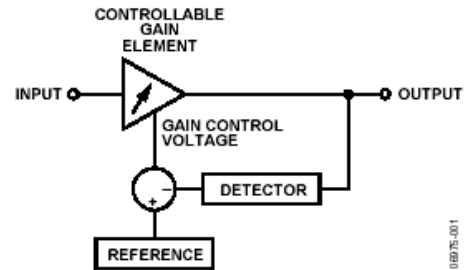 CONTROLLABLE
GAIN
ELEMENT
INPUT
OUTPUT
GAIN CONTROL
VOLTAGE
−
+
DETECTOR
REFERENCE
06975-001